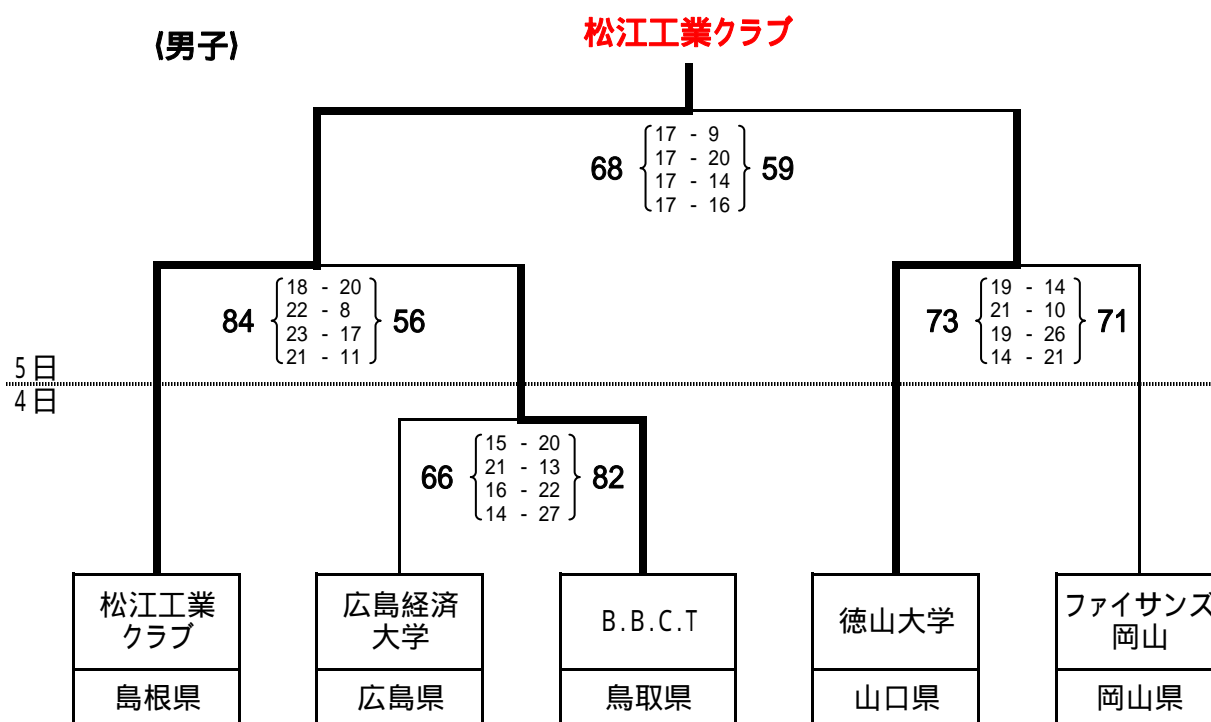 (男子)
松江工業クラブ
17 - 9
17 - 20
68 59
17 - 14
17 - 16
18 - 20
22 - 8
84 56
23 - 17
21 - 11
19 - 14
21 - 10
73 71
19 - 26
14 - 21
5日
4日
15 - 20
21 - 13
66 82
16 - 22
14 - 27
松江工業
クラブ
島根県
広島経済
大学
広島県
B.B.C.T
鳥取県
徳山大学
山口県
ファイサンズ
岡山
岡山県